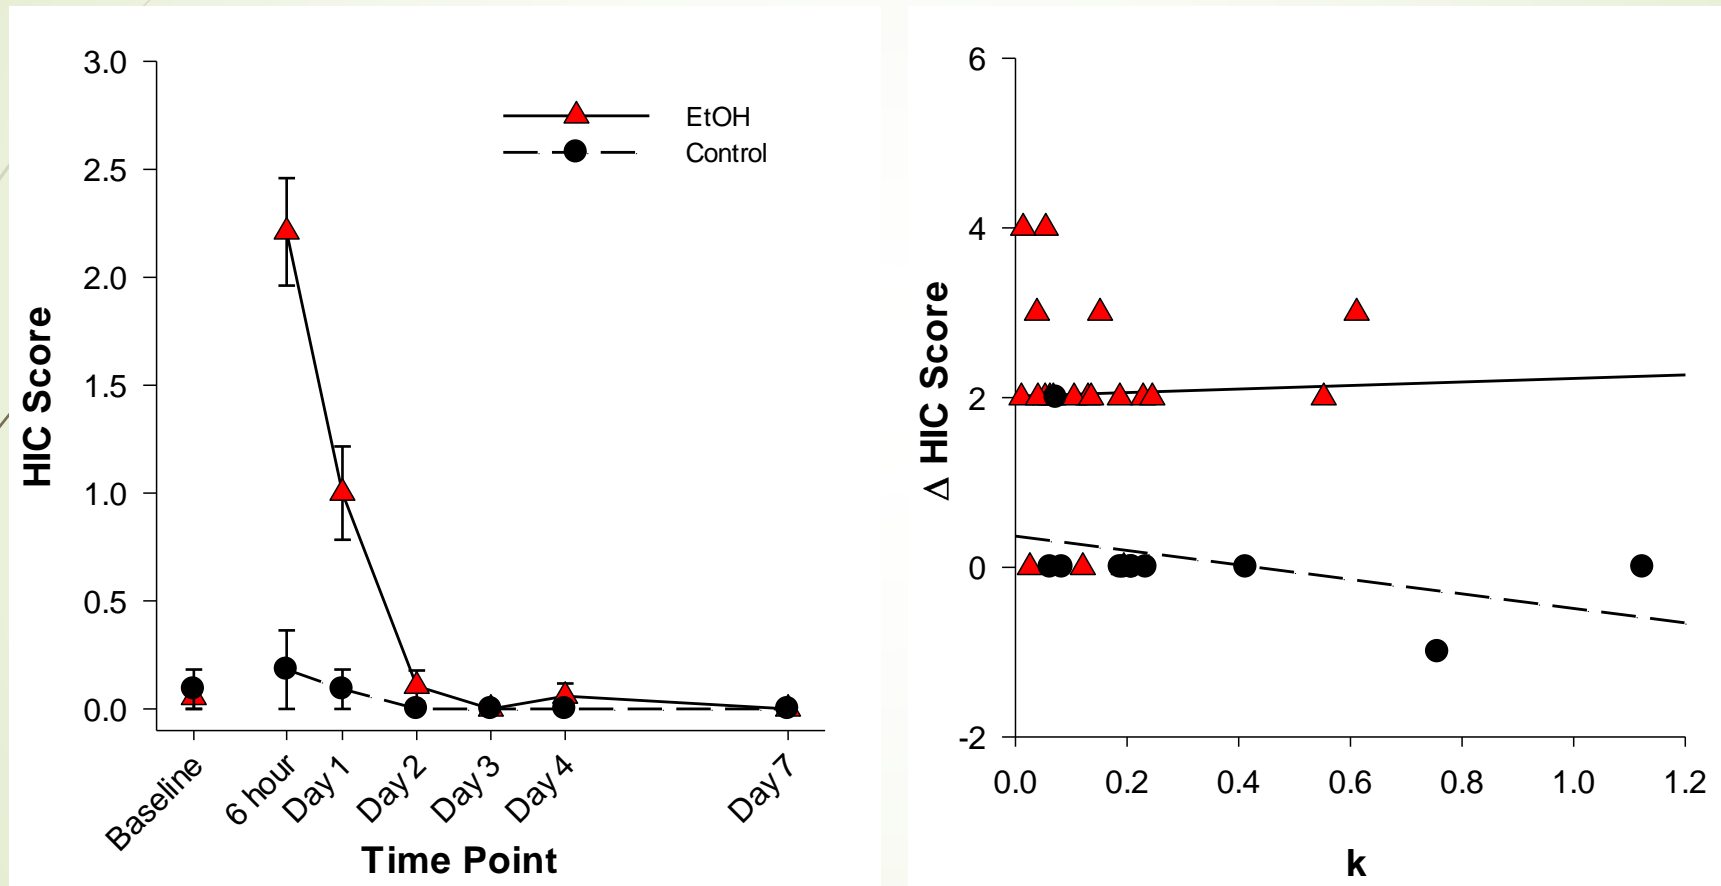 3.0
2.5
2.0
1.5
1.0
0.5
0.0
HIC Score
EtOH
Control
Baseline
6 hour
Day 1
Day 2
Day 3
Day 4
Day 7
Time Point
6
4
2
0
-2
Δ HIC Score
0.0 0.2 0.4 0.6 0.8 1.0 1.2
k